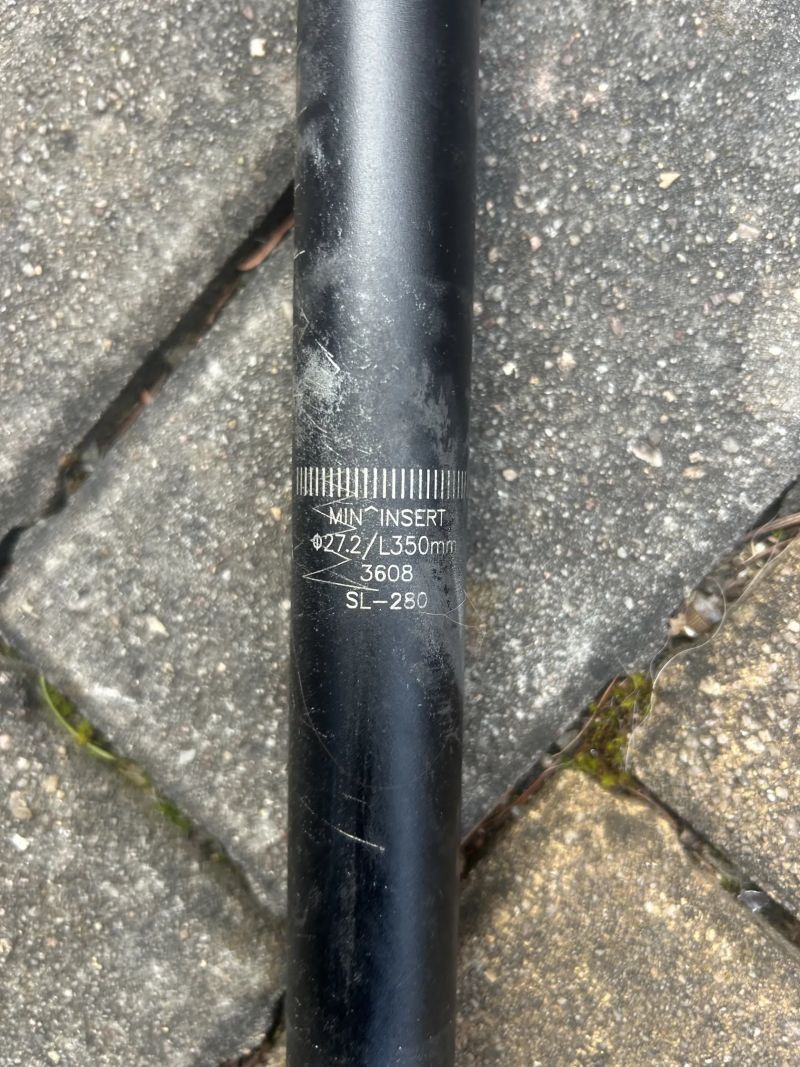 MIN^INSERT
Φ27.2/L350mm
3608
SL-280